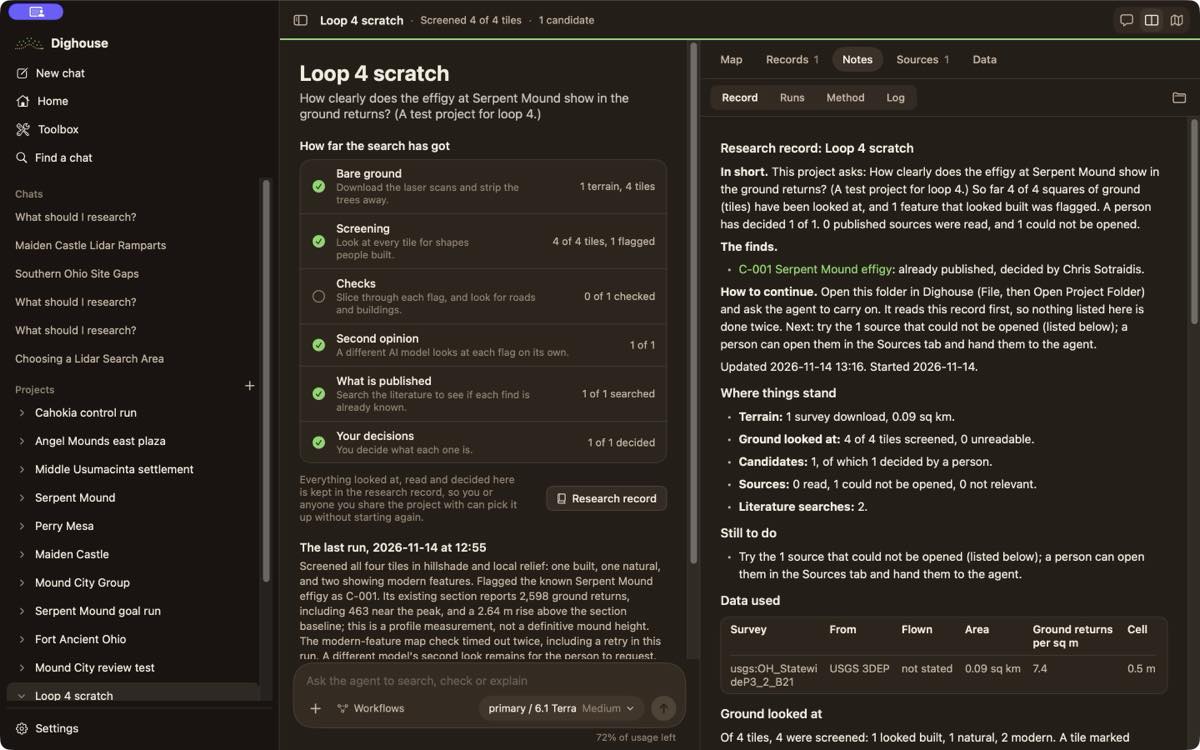 Dighouse
New chat
Home
Toolbox
Find a chat
Chats
What should I research?
Maiden Castle Lidar Ramparts
Southern Ohio Site Gaps
What should I research?
What should I research?
Choosing a Lidar Search Area
Projects
Cahokia control run
Angel Mounds east plaza
Middle Usumacinta settlement
Serpent Mound
Perry Mesa
Maiden Castle
Mound City Group
Serpent Mound goal run
Fort Ancient Ohio
Mound City review test
Loop 4 scratch
Settings
Loop 4 scratch · Screened 4 of 4 tiles · 1 candidate
Loop 4 scratch
How clearly does the effigy at Serpent Mound show in the
ground returns? (A test project for loop 4.)
How far the search has got
Bare ground
Download the laser scans and strip the
trees away.
1 terrain, 4 tiles
Screening
Look at every tile for shapes
people built.
4 of 4 tiles, 1 flagged
Checks
Slice through each flag, and look for roads
and buildings.
0 of 1 checked
Second opinion
A different AI model looks at each flag on its own.
1 of 1
What is published
Search the literature to see if each find is
already known.
1 of 1 searched
Your decisions
You decide what each one is.
1 of 1 decided
Everything looked at, read and decided here
is kept in the research record, so you or
anyone you share the project with can pick it
up without starting again.
Research record
The last run, 2026-11-14 at 12:55
Screened all four tiles in hillshade and local relief: one built, one natural,
and two showing modern features. Flagged the known Serpent Mound
effigy as C-001. Its existing section reports 2,598 ground returns,
including 463 near the peak, and a 2.64 m rise above the section
baseline; this is a profile measurement, not a definitive mound height.
The modern-feature map check timed out twice, including a retry in this
run. A different model's second look remains for the person to request.
Ask the agent to search, check or explain
Workflows
primary / 6.1 Terra Medium
72% of usage left
Map
Records 1
Notes
Sources 1
Data
Record
Runs
Method
Log
Research record: Loop 4 scratch
In short. This project asks: How clearly does the effigy at Serpent Mound show in
the ground returns? (A test project for loop 4.) So far 4 of 4 squares of ground
(tiles) have been looked at, and 1 feature that looked built was flagged. A person
has decided 1 of 1. 0 published sources were read, and 1 could not be opened.
The finds.
• C-001 Serpent Mound effigy: already published, decided by Chris Sotraidis.
How to continue. Open this folder in Dighouse (File, then Open Project Folder)
and ask the agent to carry on. It reads this record first, so nothing listed here is
done twice. Next: try the 1 source that could not be opened (listed below); a
person can open them in the Sources tab and hand them to the agent.
Updated 2026-11-14 13:16. Started 2026-11-14.
Where things stand
• Terrain: 1 survey download, 0.09 sq km.
• Ground looked at: 4 of 4 tiles screened, 0 unreadable.
• Candidates: 1, of which 1 decided by a person.
• Sources: 0 read, 1 could not be opened, 0 not relevant.
• Literature searches: 2.
Still to do
• Try the 1 source that could not be opened (listed below); a person can open
them in the Sources tab and hand them to the agent.
Data used
Survey From Flown Area Ground returns Cell
per sq m
usgs:OH_Statewi USGS 3DEP not stated 0.09 sq km 7.4 0.5 m
deP3_2_B21
Ground looked at
Of 4 tiles, 4 were screened: 1 looked built, 1 natural, 2 modern. A tile marked